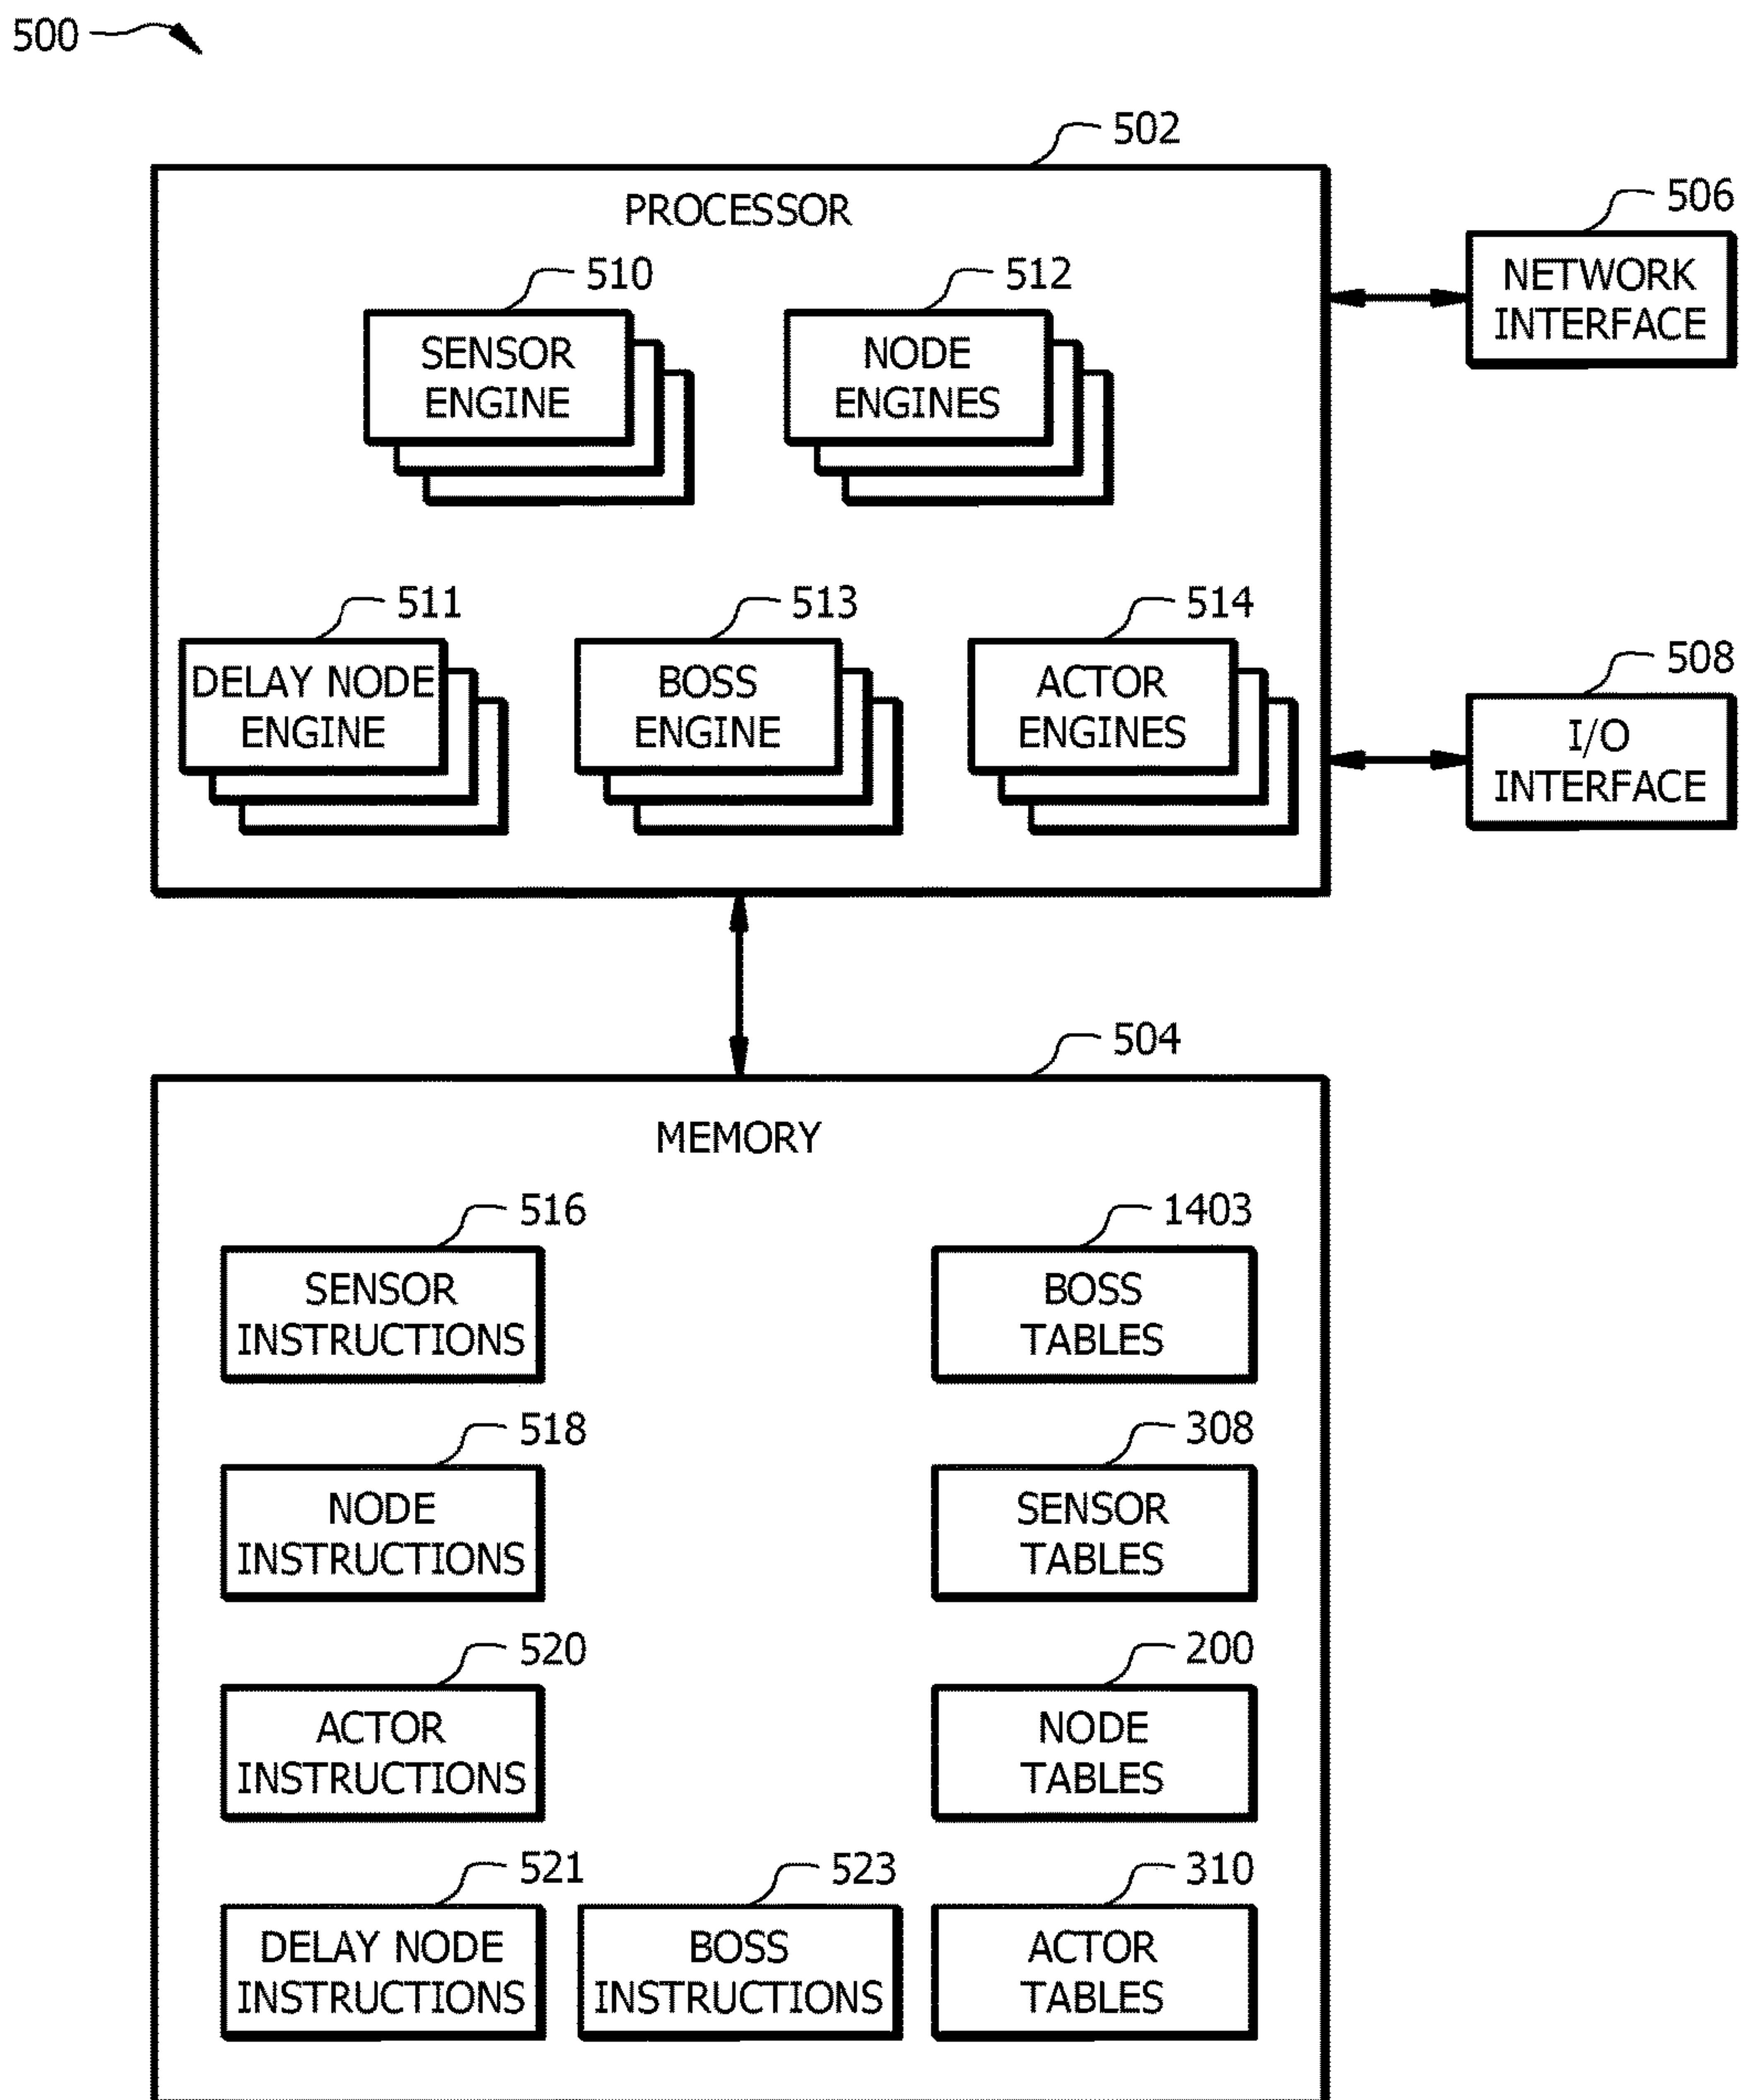 500
502
PROCESSOR
506
NETWORK
INTERFACE
510
SENSOR
ENGINE
512
NODE
ENGINES
511
DELAY NODE
ENGINE
513
BOSS
ENGINE
514
ACTOR
ENGINES
508
I/O
INTERFACE
504
MEMORY
516
SENSOR
INSTRUCTIONS
1403
BOSS
TABLES
518
NODE
INSTRUCTIONS
308
SENSOR
TABLES
520
ACTOR
INSTRUCTIONS
200
NODE
TABLES
521
DELAY NODE
INSTRUCTIONS
523
BOSS
INSTRUCTIONS
310
ACTOR
TABLES